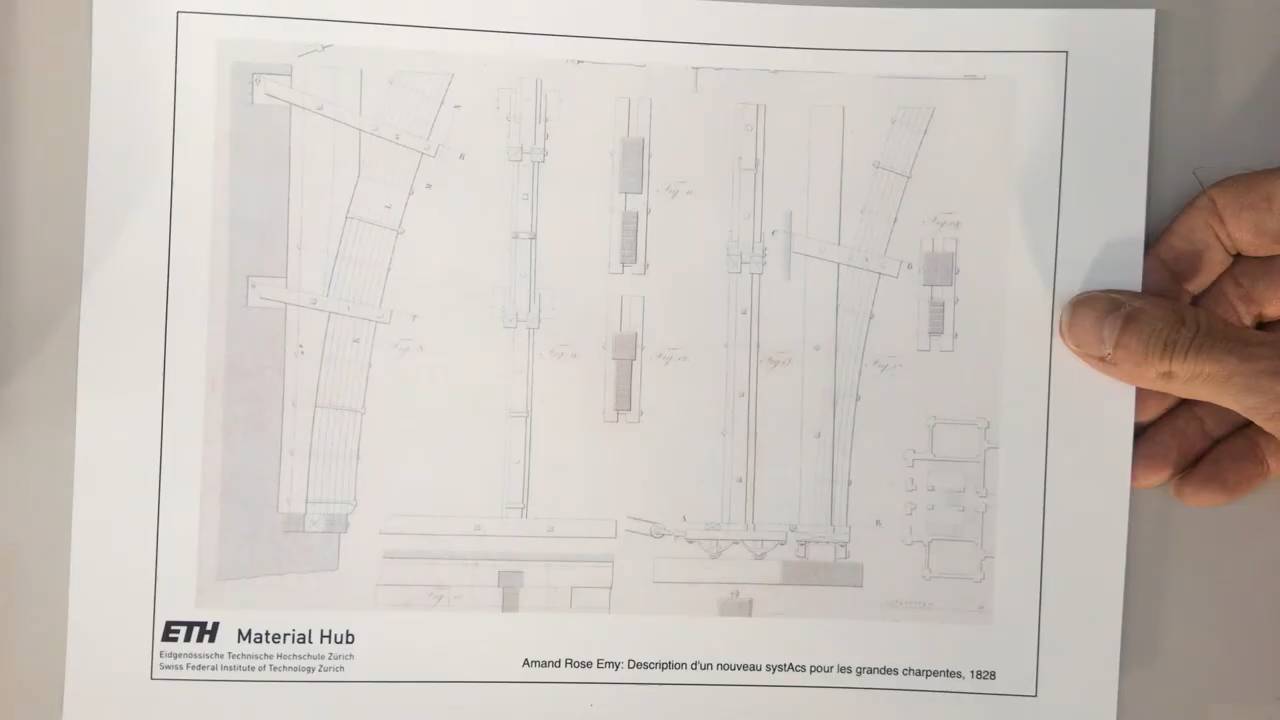 ETH Material Hub
Eidgenössische Technische Hochschule Zürich
Swiss Federal Institute of Technology Zurich
Amand Rose Emy: Description d'un nouveau systAcs pour les grandes charpentes, 1828